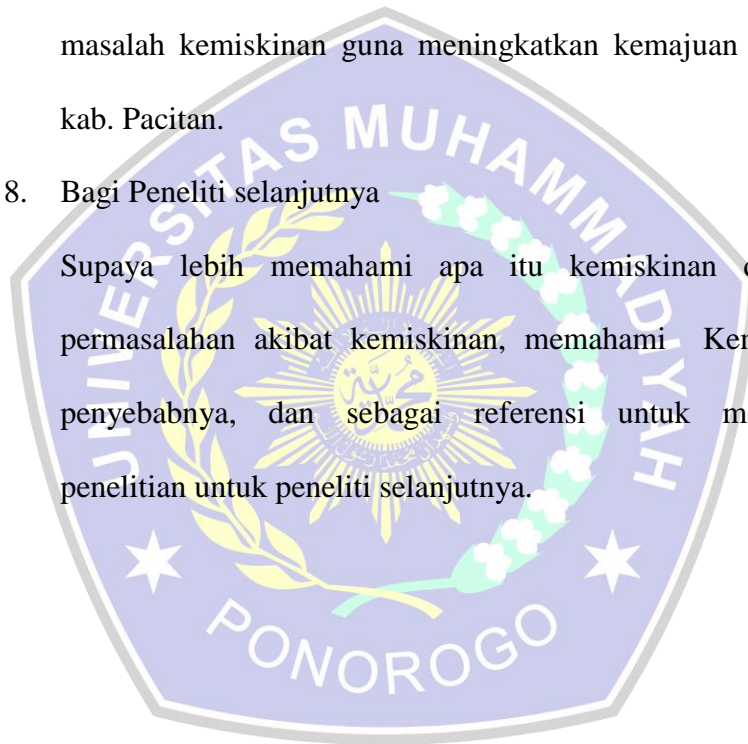 masalah kemiskinan guna meningkatkan kemajuan
kab. Pacitan.
8. Bagi Peneliti selanjutnya
Supaya lebih memahami apa itu kemiskinan
permasalahan akibat kemiskinan, memahami
penyebabnya, dan sebagai referensi untuk
penelitian untuk peneliti selanjutnya.
UNIVERSITAS MUHAMMADIYAH
PONOROGO